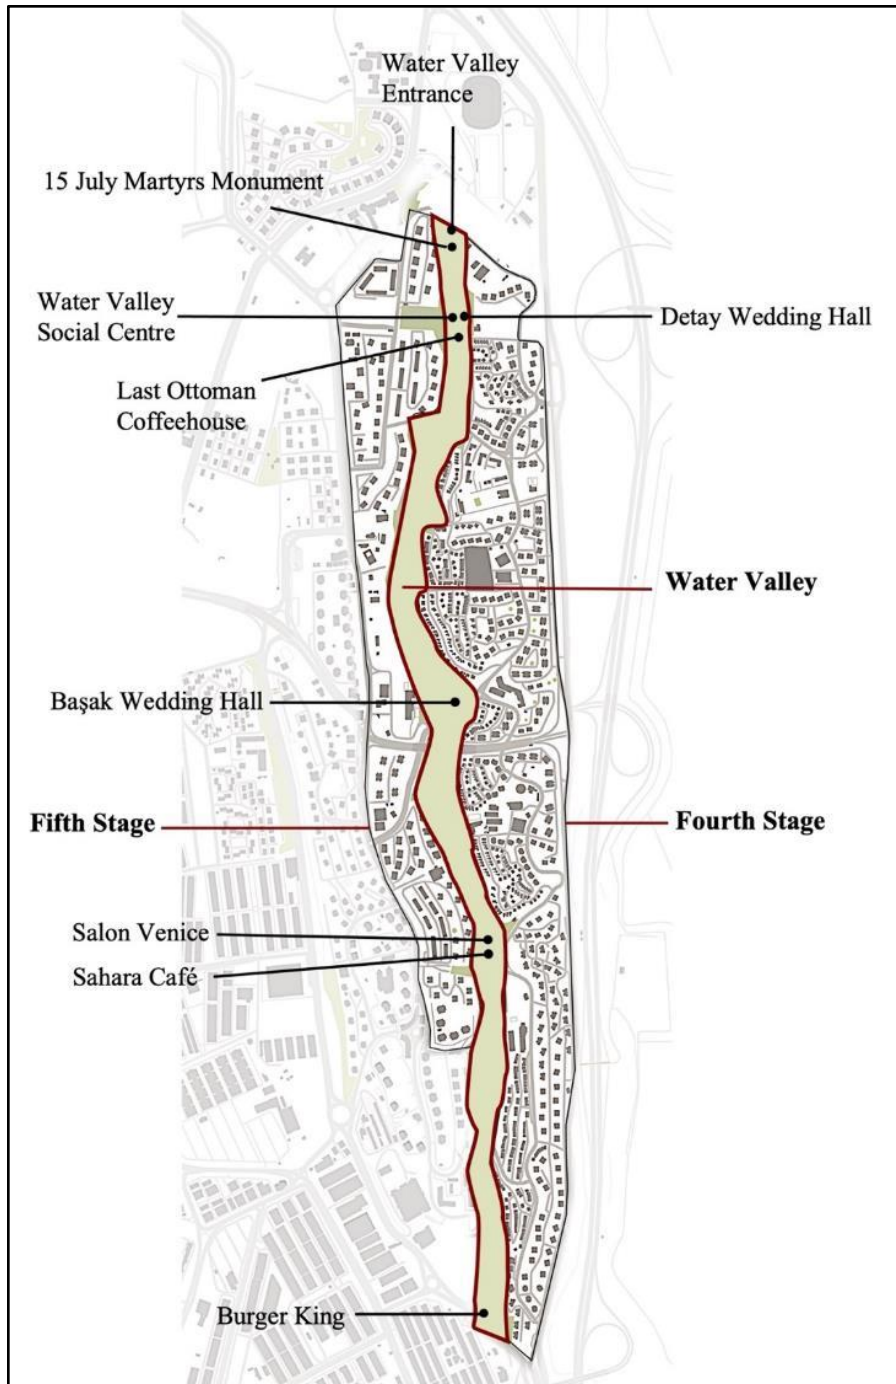 Water Valley
Entrance
15 July Martyrs Monument
Water Valley
Social Centre
Detay Wedding Hall
Last Ottoman
Coffeehouse
Water Valley
Başak Wedding Hall
Fifth Stage
Fourth Stage
Salon Venice
Sahara Café
Burger King